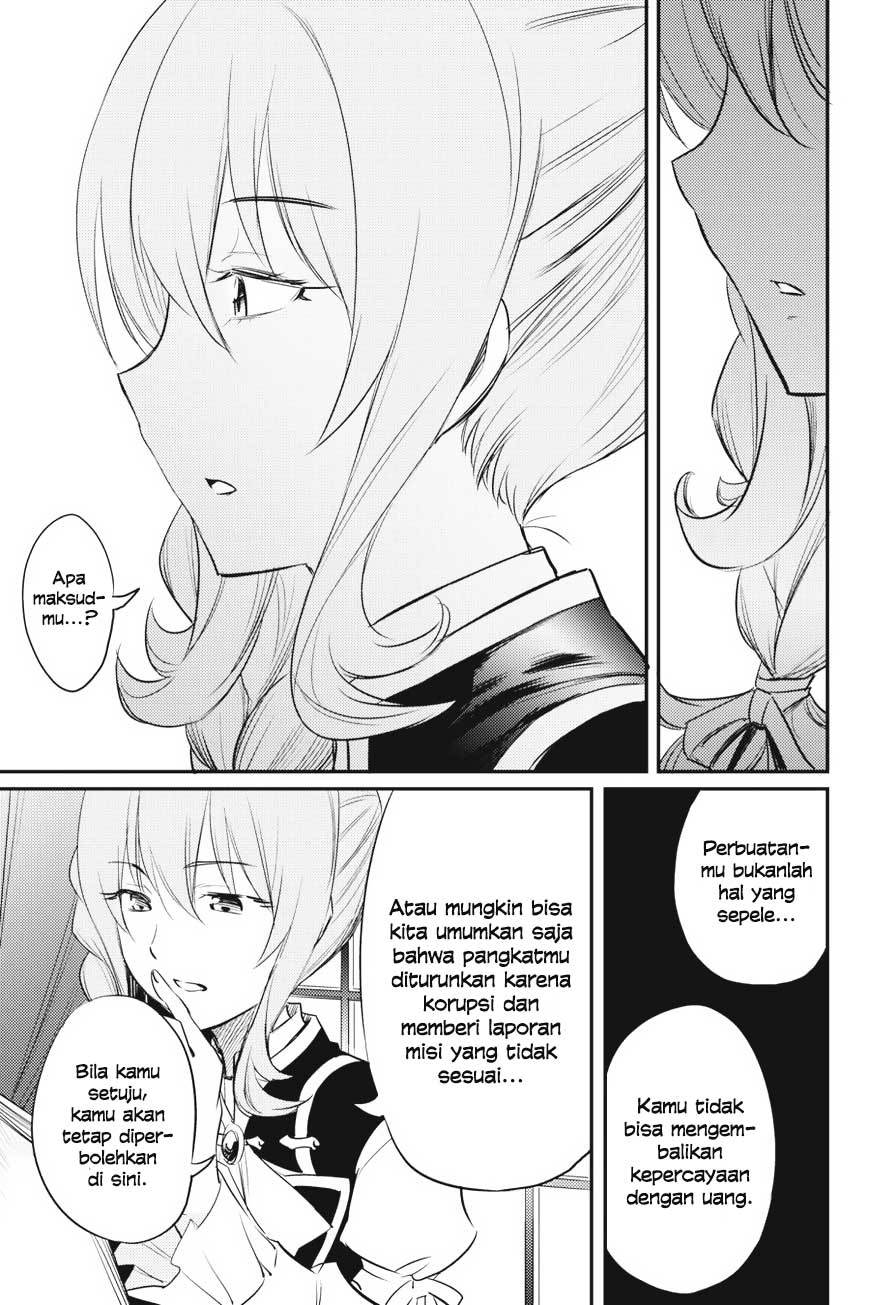 Apa
maksud-
mu...?
Perbuatan-
mu bukanlah
hal yang
sepele...
Kamu tidak
bisa mengem-
balikan
kepercayaan
dengan uang.
Atau mungkin bisa
kita umumkan saja
bahwa pangkatmu
diturunkan karena
korupsi dan
memberi laporan
misi yang tidak
sesuai...
Bila kamu
setuju,
kamu akan
tetap diper-
bolehkan
di sini.